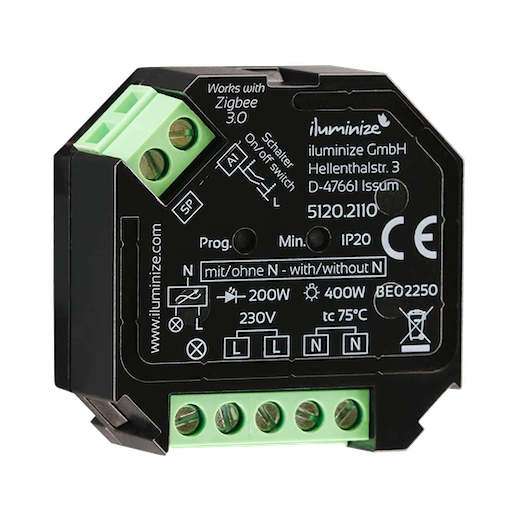 Works with
Zigbee
3.0
iluminize
iluminize GmbH
Hellenthalstr. 3
D-47661 Issum
Schalter
On/off switch
A1
SP
5120.2110
Prog.
Min.
IP20
CE
www.iluminize.com
N
mit/ohne N - with/without N
200W
400W
BE02250
L
230V
tc 75°C
L L N N